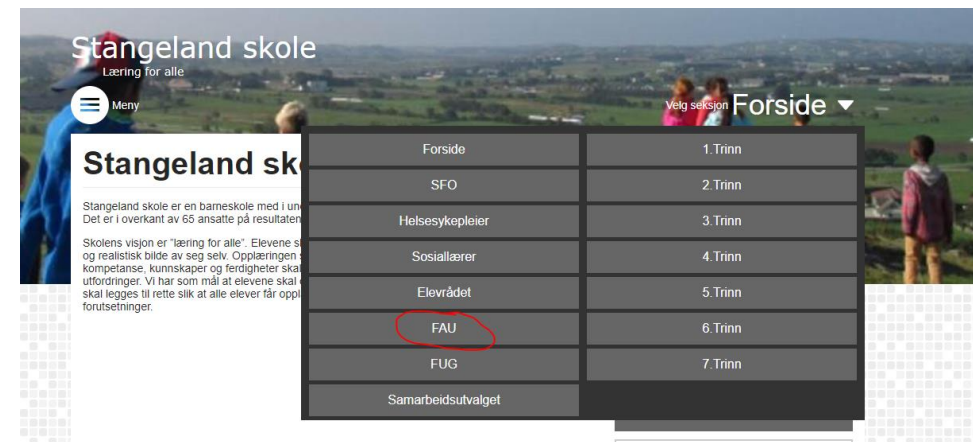 Stangeland skole
Læring for alle
Meny
Velg seksjon Forside
Stangeland sk
Stangeland skole er en barneskole med i un
Det er i overkant av 65 ansatte på resultaten
Skolens visjon er "læring for alle". Elevene s
og realistisk bilde av seg selv. Opplæringen
kompetanse, kunnskaper og ferdigheter skal
utfordringer. Vi har som mål at elevene skal
skal legges til rette slik at alle elever får oppl
forutsetninger.
Forside
SFO
Helsesykepleier
Sosiallærer
Elevrådet
FAU
FUG
Samarbeidsutvalget
1.Trinn
2.Trinn
3.Trinn
4.Trinn
5.Trinn
6.Trinn
7.Trinn